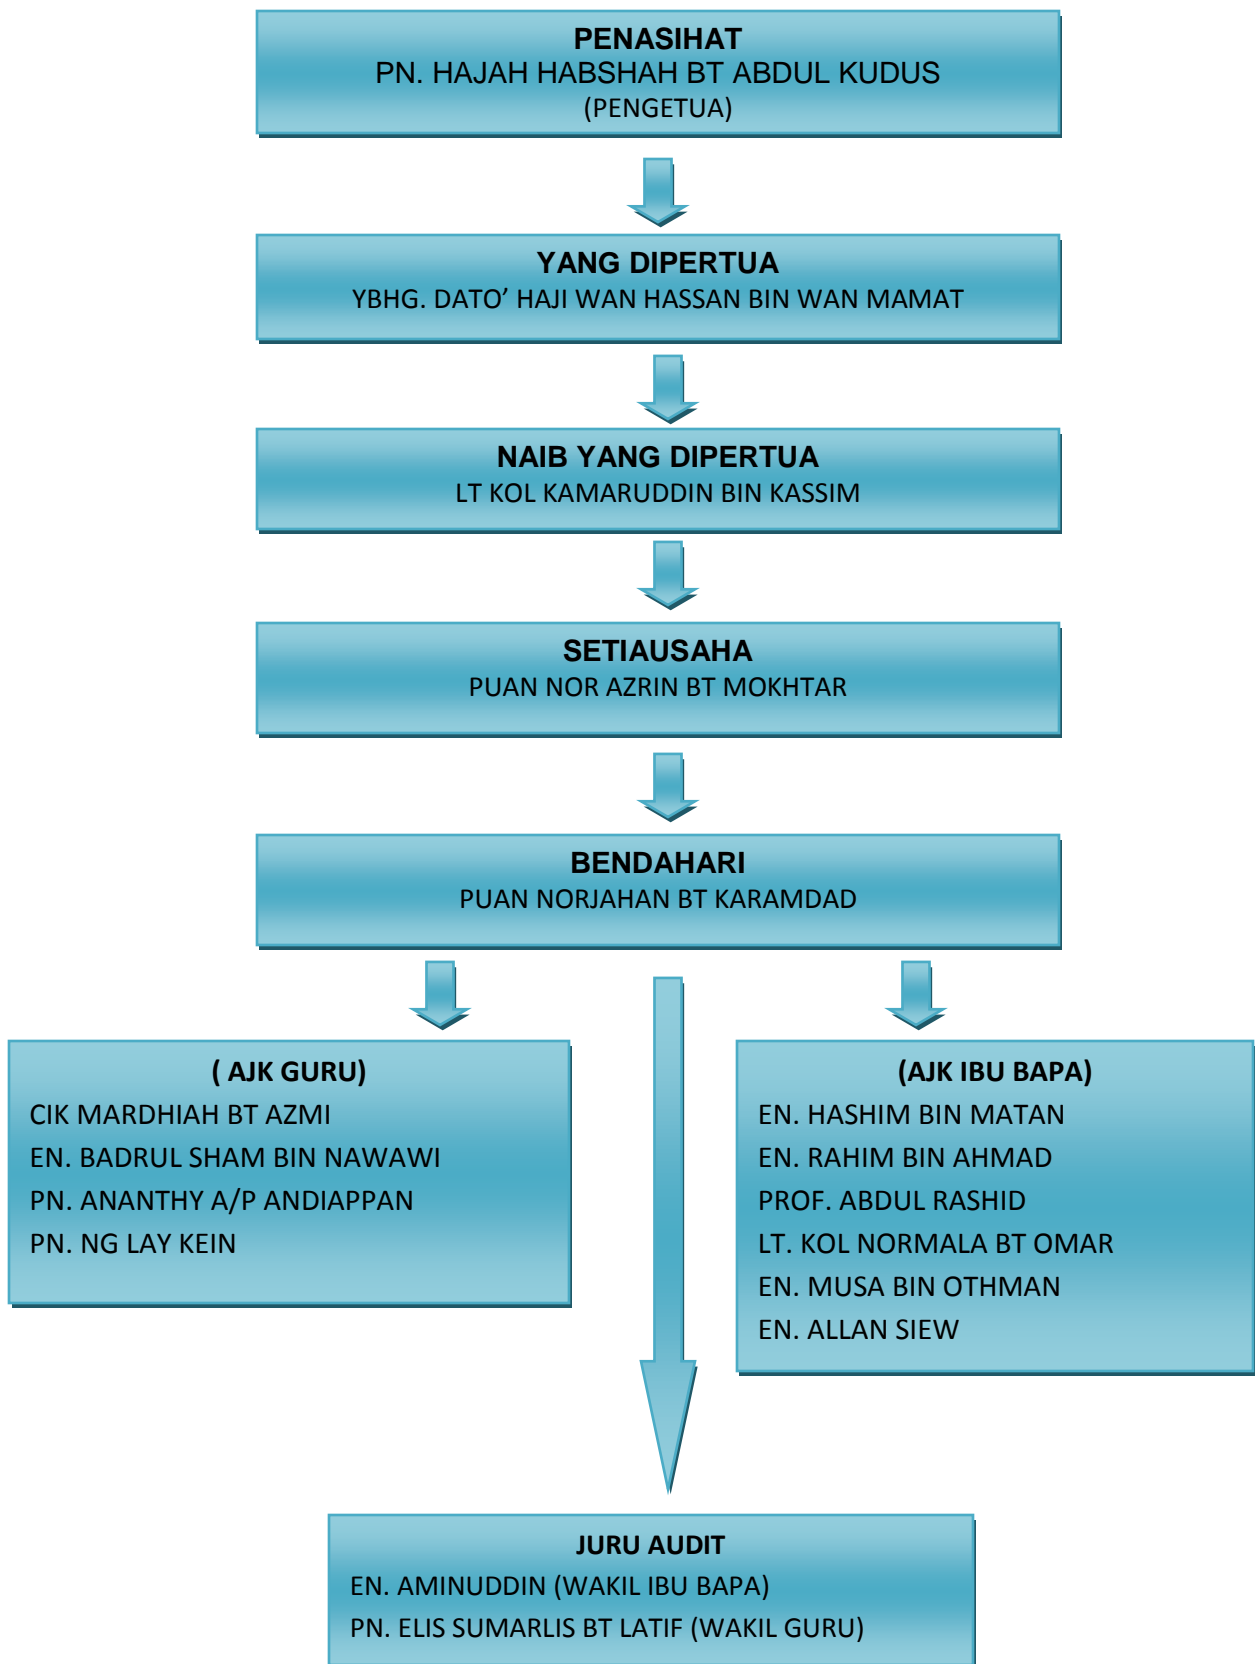 PENASIHAT
PN. HAJAH HABSHAH BT ABDUL KUDUS
(PENGETUA)
YANG DIPERTUA
YBHG. DATO’ HAJI WAN HASSAN BIN WAN MAMAT
NAIB YANG DIPERTUA
LT KOL KAMARUDDIN BIN KASSIM
SETIAUSAHA
PUAN NOR AZRIN BT MOKHTAR
BENDAHARI
PUAN NORJAHAN BT KARAMDAD
( AJK GURU)
CIK MARDHIAH BT AZMI
EN. BADRUL SHAM BIN NAWAWI
PN. ANANTHY A/P ANDIAPPAN
PN. NG LAY KEIN
(AJK IBU BAPA)
EN. HASHIM BIN MATAN
EN. RAHIM BIN AHMAD
PROF. ABDUL RASHID
LT. KOL NORMALA BT OMAR
EN. MUSA BIN OTHMAN
EN. ALLAN SIEW
JURU AUDIT
EN. AMINUDDIN (WAKIL IBU BAPA)
PN. ELIS SUMARLIS BT LATIF (WAKIL GURU)